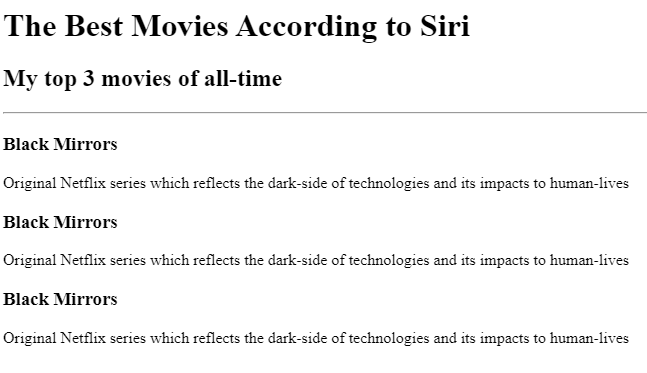 The Best Movies According to Siri
My top 3 movies of all-time
Black Mirrors
Original Netflix series which reflects the dark-side of technologies and its impacts to human-lives
Black Mirrors
Original Netflix series which reflects the dark-side of technologies and its impacts to human-lives
Black Mirrors
Original Netflix series which reflects the dark-side of technologies and its impacts to human-lives